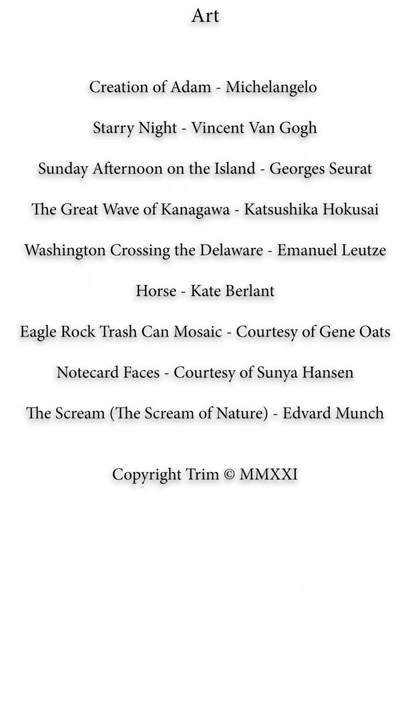 Art
Creation of Adam - Michelangelo
Starry Night - Vincent Van Gogh
Sunday Afternoon on the Island - Georges Seurat
The Great Wave of Kanagawa - Katsushika Hokusai
Washington Crossing the Delaware - Emanuel Leutze
Horse - Kate Berlant
Eagle Rock Trash Can Mosaic - Courtesy of Gene Oats
Notecard Faces - Courtesy of Sunya Hansen
The Scream (The Scream of Nature) - Edvard Munch
Copyright Trim © MMXXI